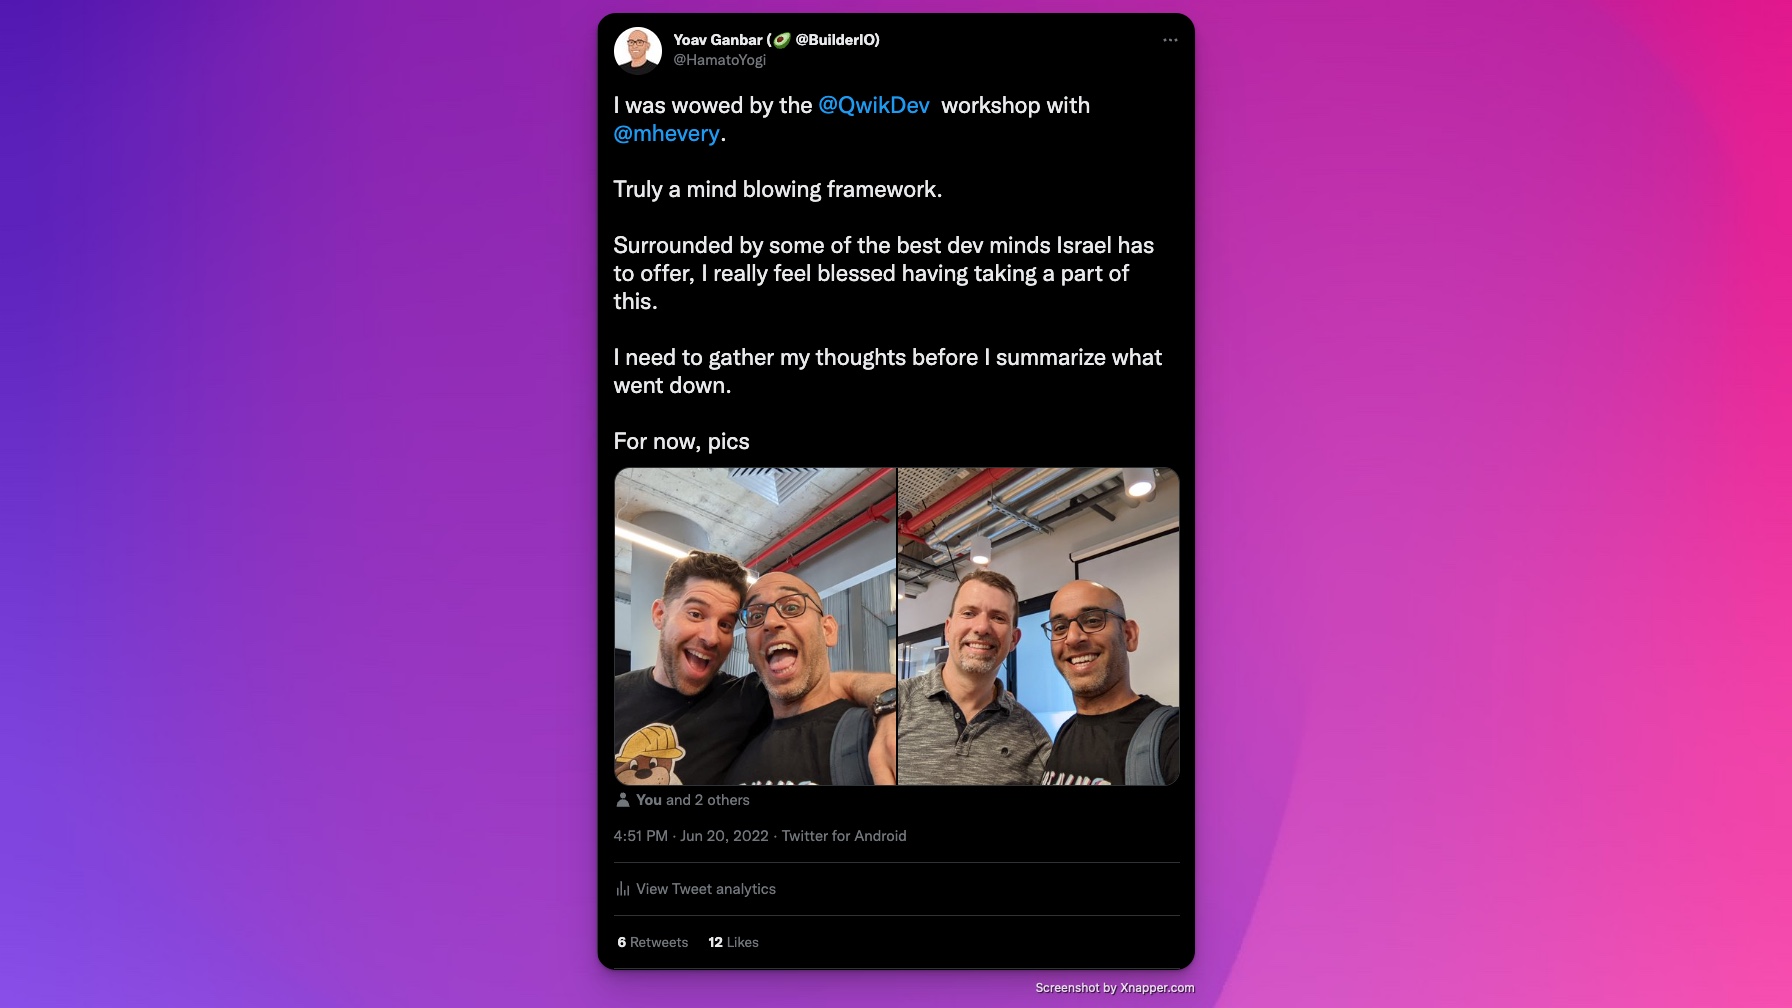 Yoav Ganbar (🥑 @BuilderIO)
@HamatoYogi
I was wowed by the @QwikDev workshop with
@mhevery.
Truly a mind blowing framework.
Surrounded by some of the best dev minds Israel has
to offer, I really feel blessed having taking a part of
this.
I need to gather my thoughts before I summarize what
went down.
For now, pics
You and 2 others
4:51 PM · Jun 20, 2022 · Twitter for Android
View Tweet analytics
6 Retweets 12 Likes
Screenshot by Xnapper.com